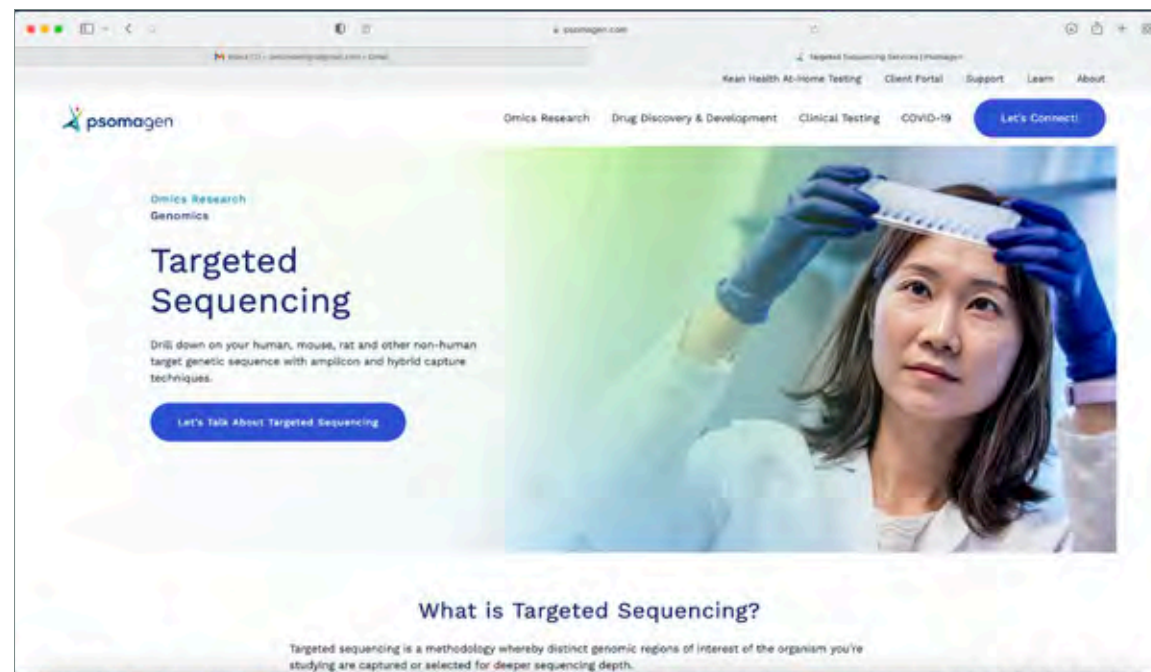 psomagen.com
Targeted Sequencing Services | Psomagen
Kean Health At-Home Testing Client Portal Support Learn About
psomagen
Omics Research Drug Discovery & Development Clinical Testing COVID-19 Let's Connect!
Omics Research
Genomics
Targeted
Sequencing
Drill down on your human, mouse, rat and other non-human
target genetic sequence with amplicon and hybrid capture
techniques.
Let's Talk About Targeted Sequencing
What is Targeted Sequencing?
Targeted sequencing is a methodology whereby distinct genomic regions of interest of the organism you're
studying are captured or selected for deeper sequencing depth.